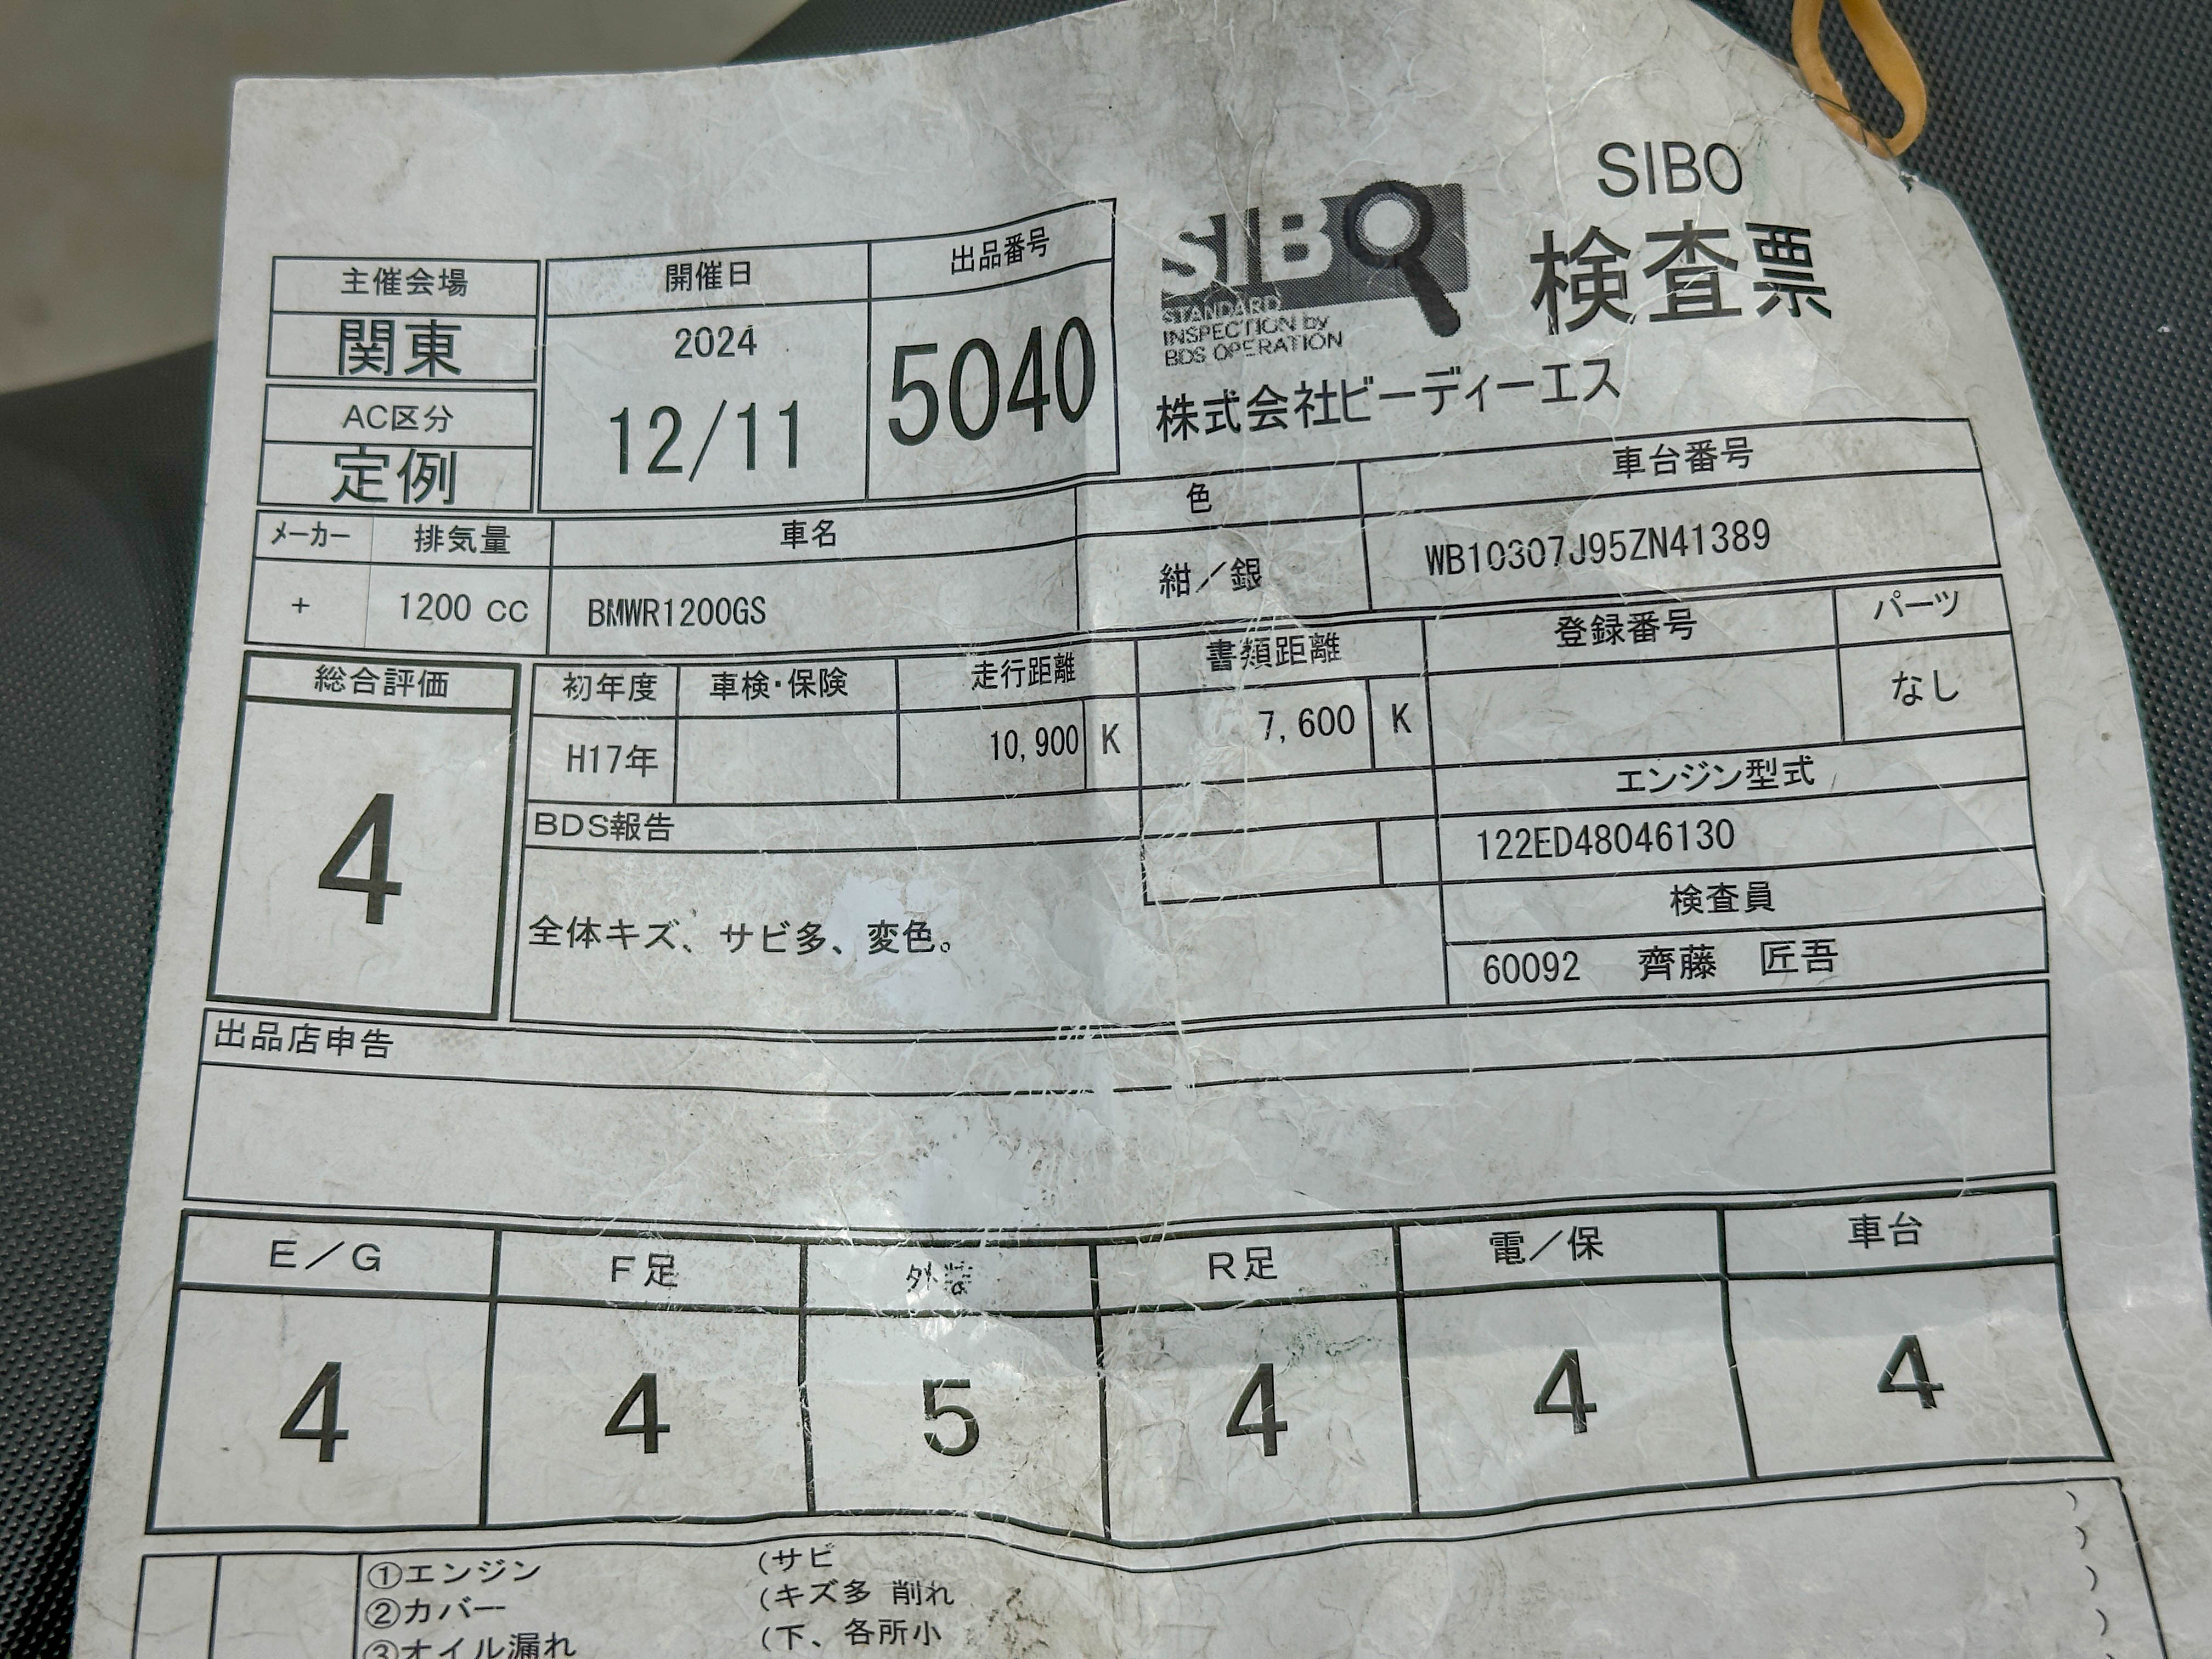 SIBO
検査票
SIBO
STANDARD
INSPECTION by
BDS OPERATION
株式会社ビーディーエス
主催会場
関東
AC区分
定例
開催日
2024
12/11
出品番号
5040
メーカー 排気量 車名 色 車台番号
+ 1200 cc BMWR1200GS 紺/銀 WB10307J95ZN41389
総合評価
4
初年度 車検・保険 走行距離 書類距離 登録番号 パーツ
H17年 10,900 K 7,600 K なし
エンジン型式
122ED48046130
BDS報告
全体キズ、サビ多、変色。
検査員
60092 齊藤 匠吾
出品店申告
E/G F足 外装 R足 電/保 車台
4 4 5 4 4 4
①エンジン (サビ )
②カバー (キズ多 削れ )
③オイル漏れ (下、各所小 )